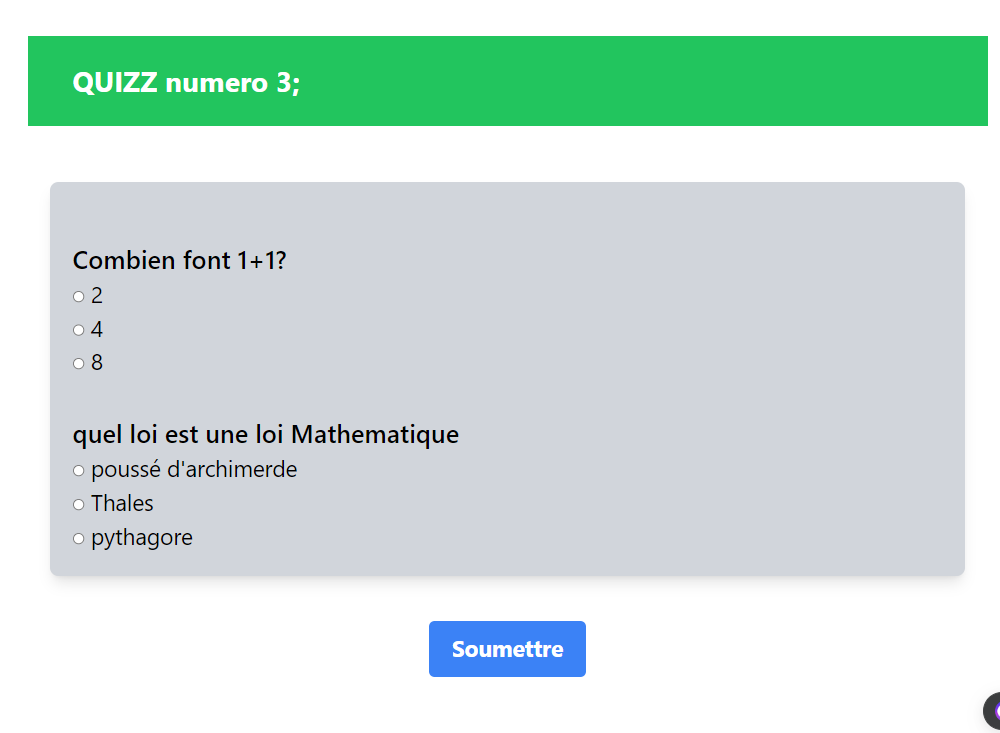 QUIZZ numero 3;
Combien font 1+1?
2
4
8
quel loi est une loi Mathematique
poussé d'archimerde
Thales
pythagore
Soumettre